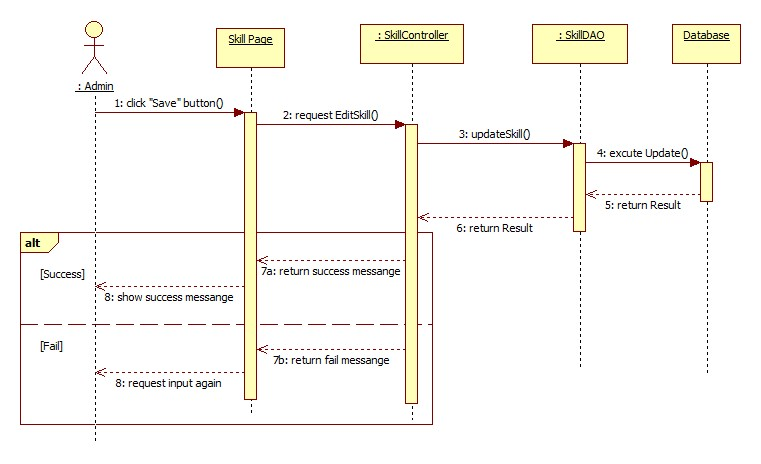 Skill Page
: SkillController
: SkillDAO
Database
: Admin
1: click "Save" button()
2: request EditSkill()
3: updateSkill()
4: excute Update()
5: return Result
6: return Result
alt
7a: return success messange
[Success]
8: show success messange
[Fail]
7b: return fail messange
8: request input again